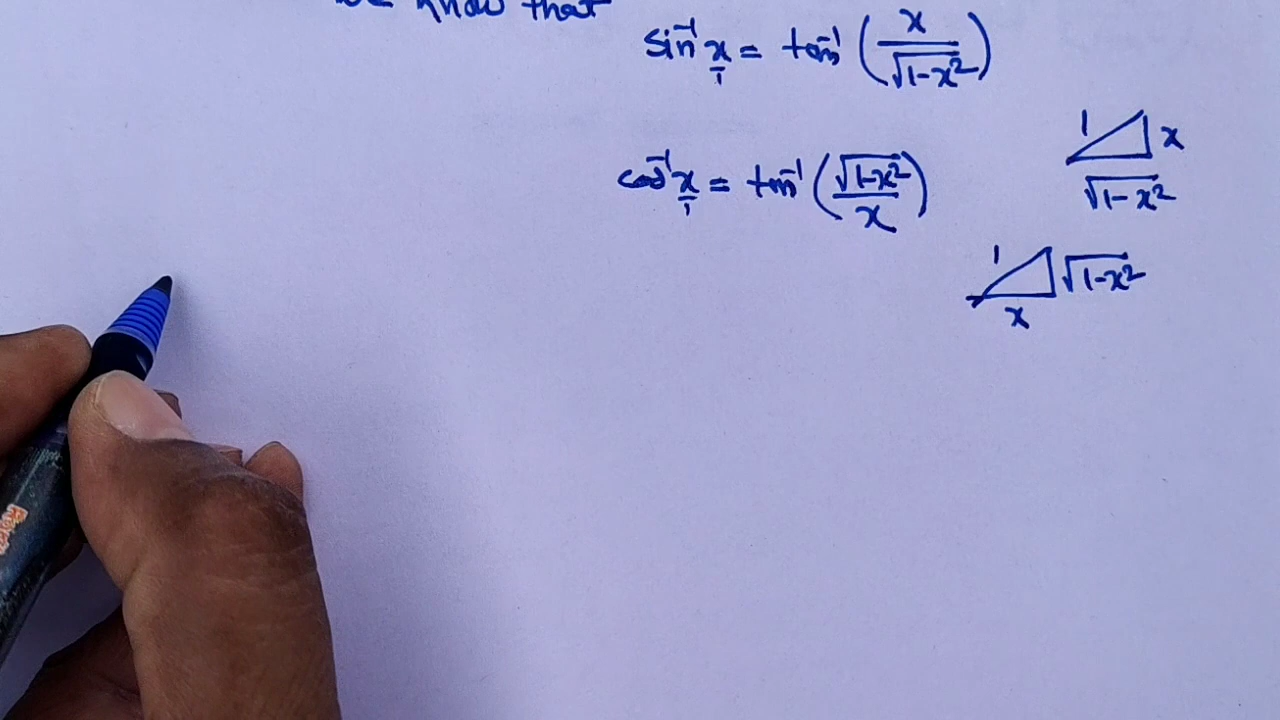 know that
sin⁻¹ x/1 = tan⁻¹ (x/√1-x²)
1 x
√1-x²
cos⁻¹ x/1 = tan⁻¹ (√1-x²/x)
1 √1-x²
x